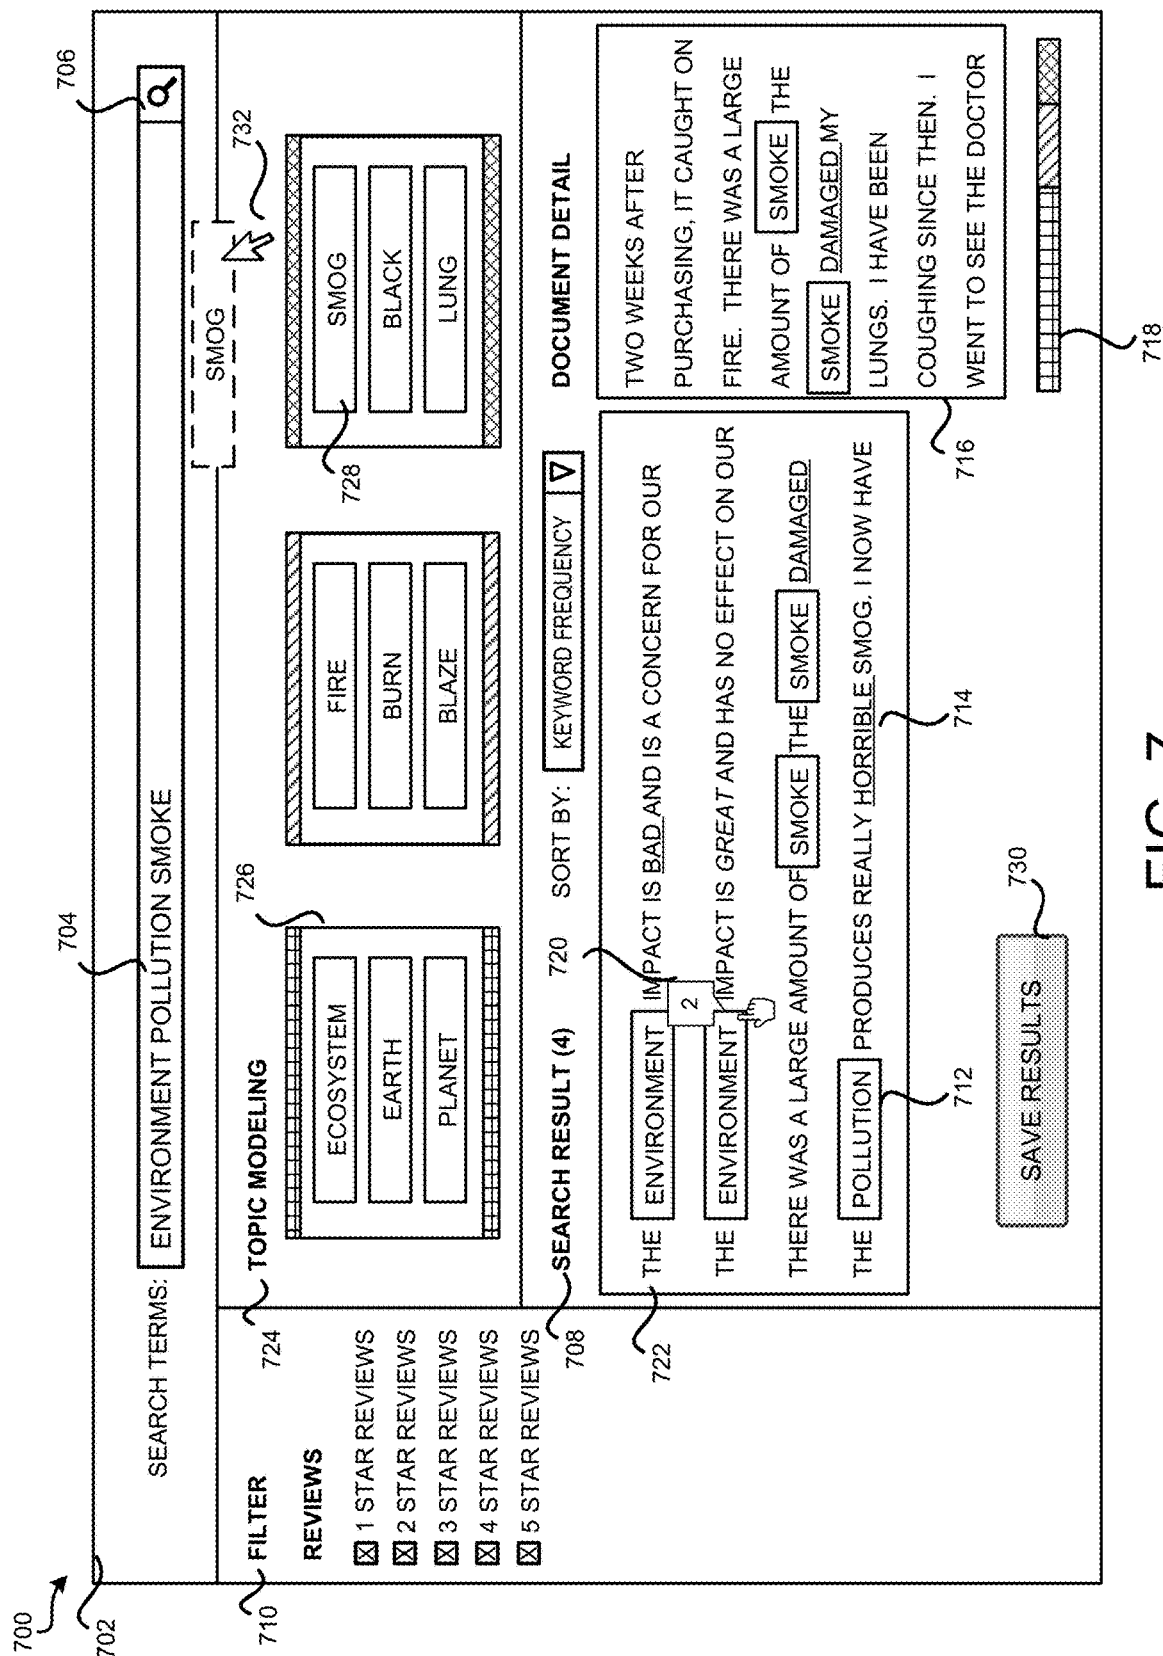 700
702
SEARCH TERMS:
704
ENVIRONMENT POLLUTION SMOKE
706
SMOG
732
710
FILTER
REVIEWS
1 STAR REVIEWS
2 STAR REVIEWS
3 STAR REVIEWS
4 STAR REVIEWS
5 STAR REVIEWS
724
TOPIC MODELING
726
ECOSYSTEM
EARTH
PLANET
FIRE
BURN
BLAZE
728
SMOG
BLACK
LUNG
708
SEARCH RESULT (4)
720
SORT BY:
KEYWORD FREQUENCY
722
THE ENVIRONMENT IMPACT IS BAD AND IS A CONCERN FOR OUR
2
THE ENVIRONMENT IMPACT IS GREAT AND HAS NO EFFECT ON OUR
THERE WAS A LARGE AMOUNT OF SMOKE THE SMOKE DAMAGED
THE POLLUTION PRODUCES REALLY HORRIBLE SMOG. I NOW HAVE
712
714
DOCUMENT DETAIL
TWO WEEKS AFTER
PURCHASING, IT CAUGHT ON
FIRE. THERE WAS A LARGE
AMOUNT OF SMOKE THE
SMOKE DAMAGED MY
LUNGS. I HAVE BEEN
COUGHING SINCE THEN. I
WENT TO SEE THE DOCTOR
716
718
SAVE RESULTS
730
FIG. 7